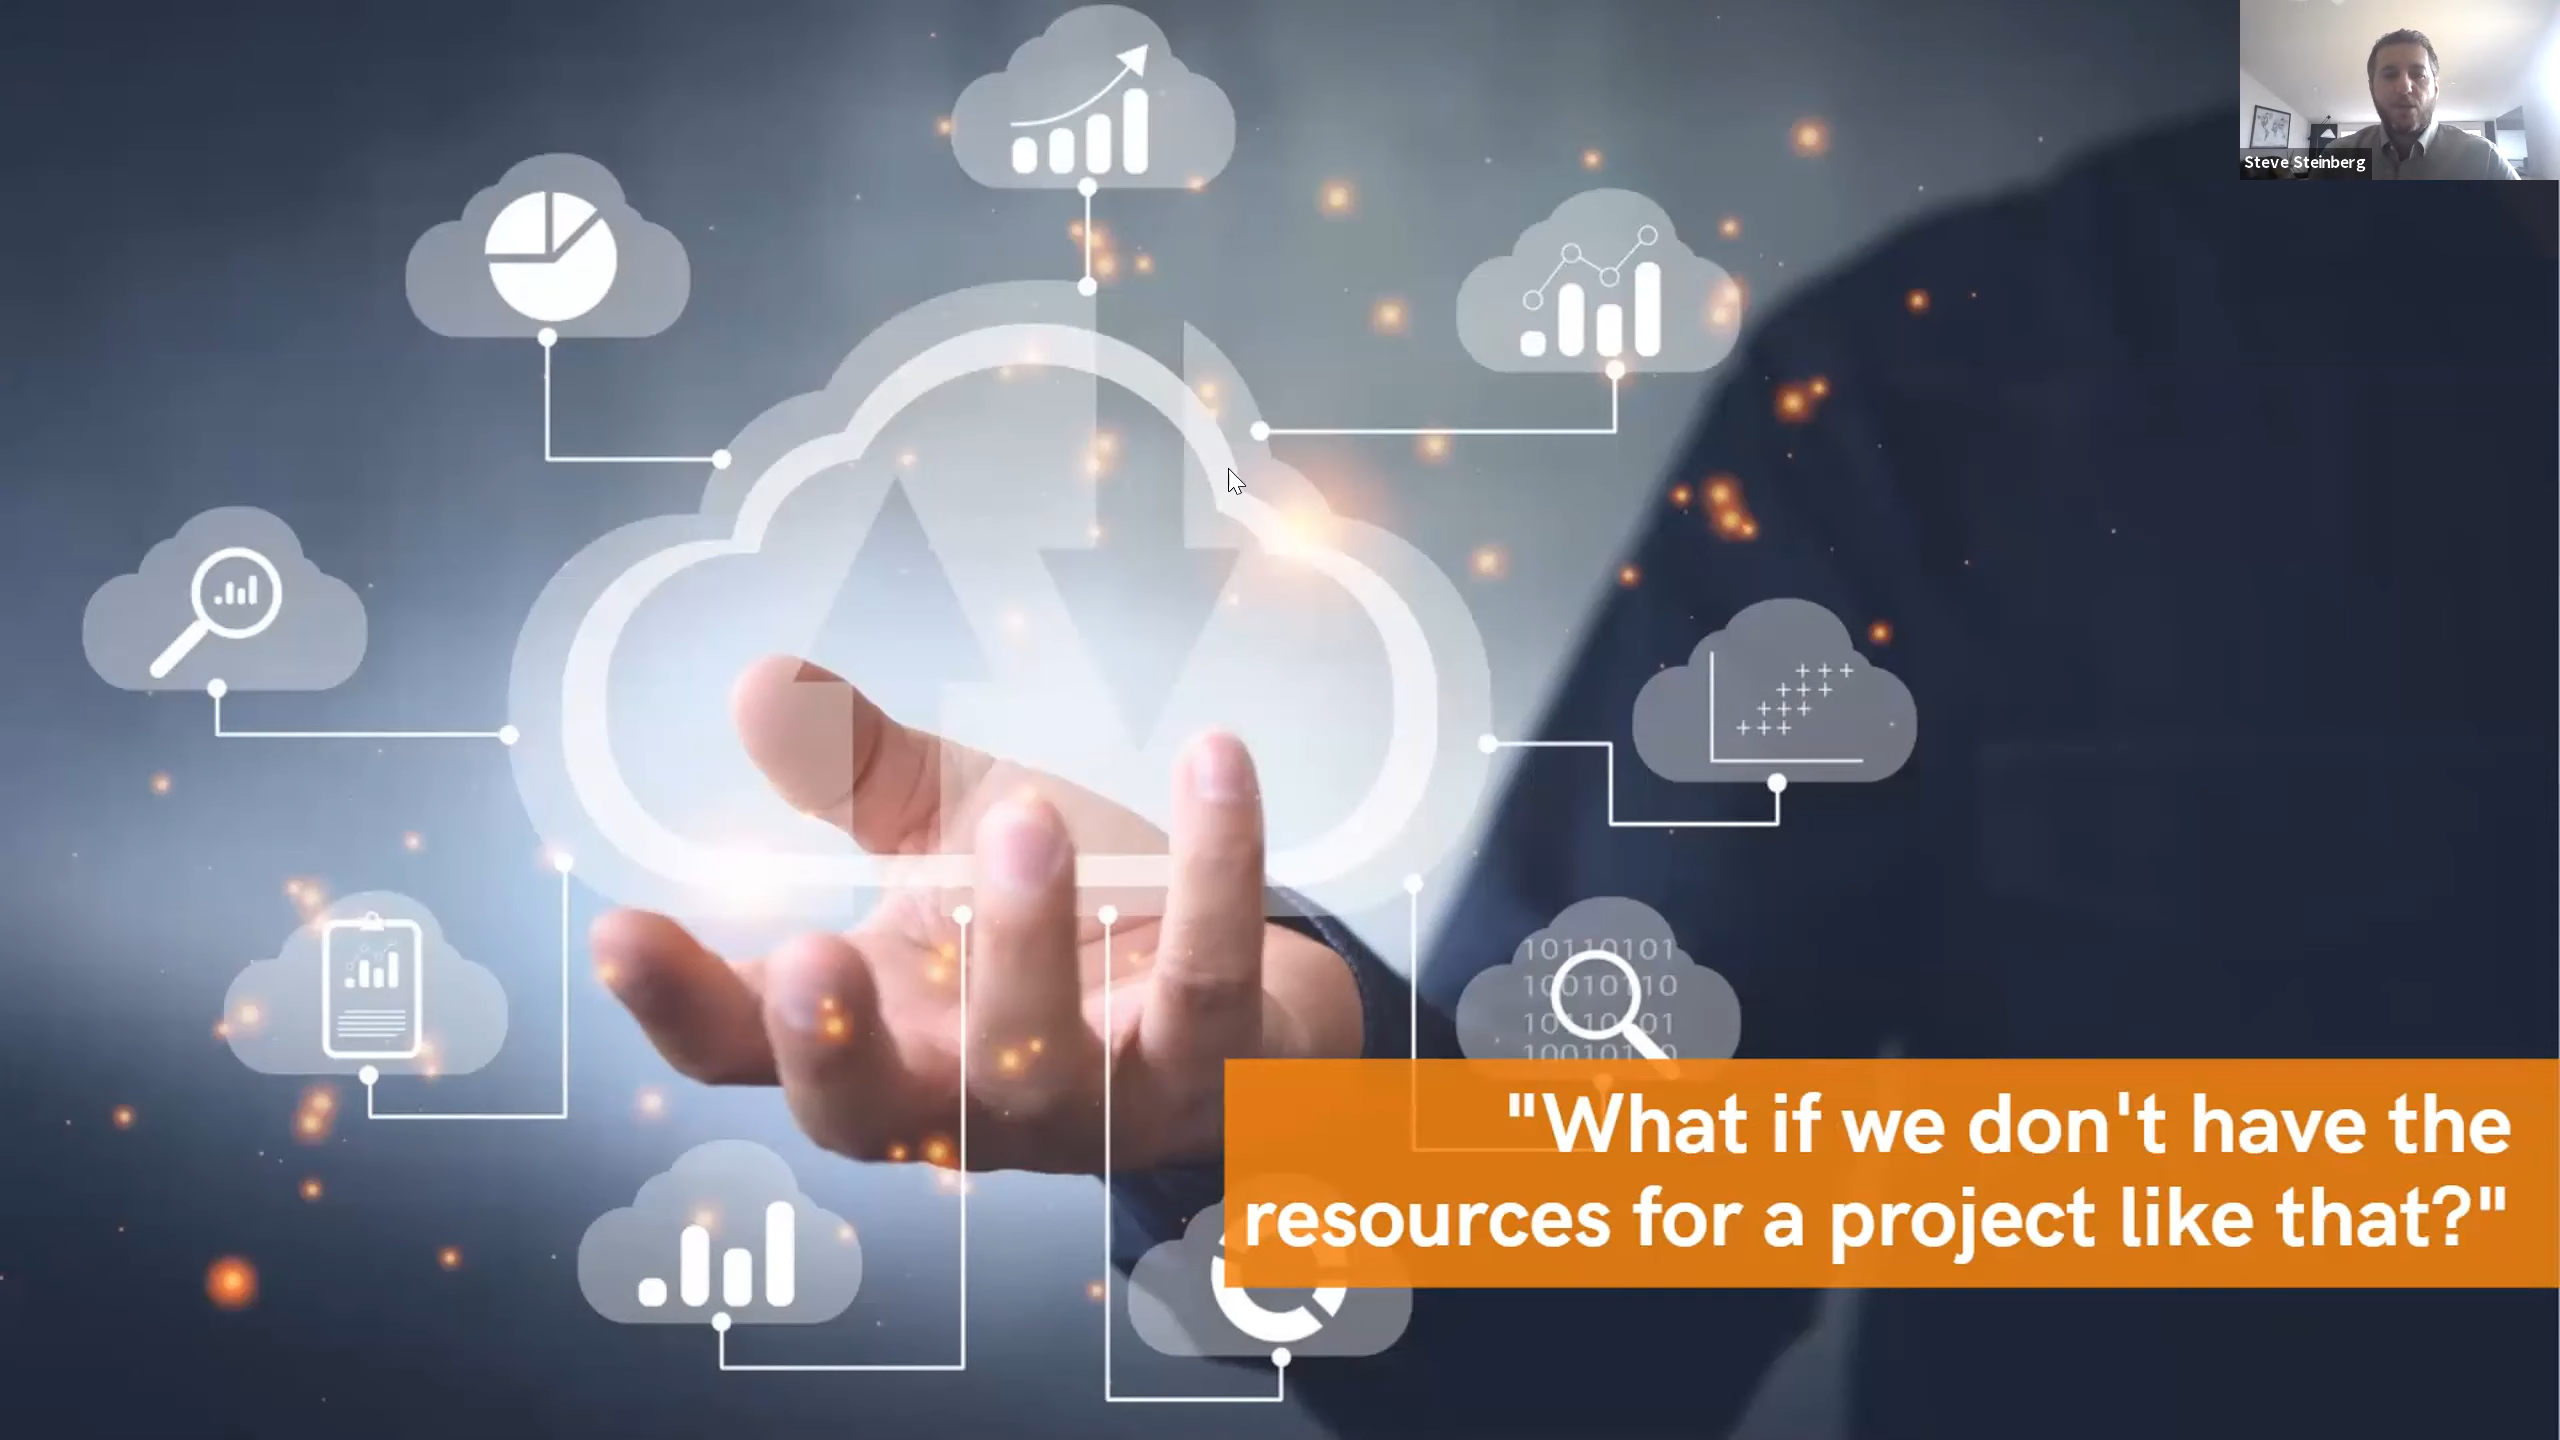 Steve Steinberg
10110101
"What if we don't have the
resources for a project like that?"